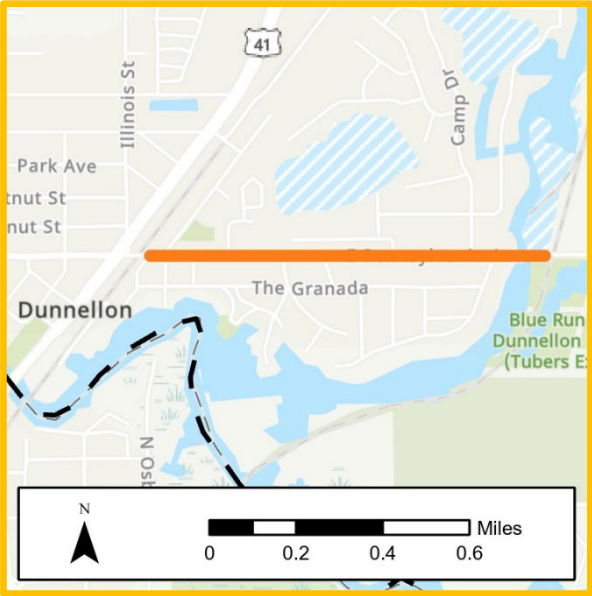 41
Illinois St
Camp Dr
Park Ave
tnut St
nut St
The Granada
Dunnellon
Blue Run
Dunnellon
(Tubers E
N Osb
N
Miles
0 0.2 0.4 0.6